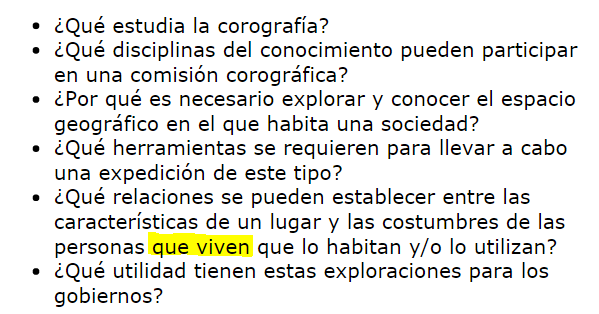 • ¿Qué estudia la corografía?
• ¿Qué disciplinas del conocimiento pueden participar
en una comisión corográfica?
• ¿Por qué es necesario explorar y conocer el espacio
geográfico en el que habita una sociedad?
• ¿Qué herramientas se requieren para llevar a cabo
una expedición de este tipo?
• ¿Qué relaciones se pueden establecer entre las
características de un lugar y las costumbres de las
personas que viven que lo habitan y/o lo utilizan?
• ¿Qué utilidad tienen estas exploraciones para los
gobiernos?